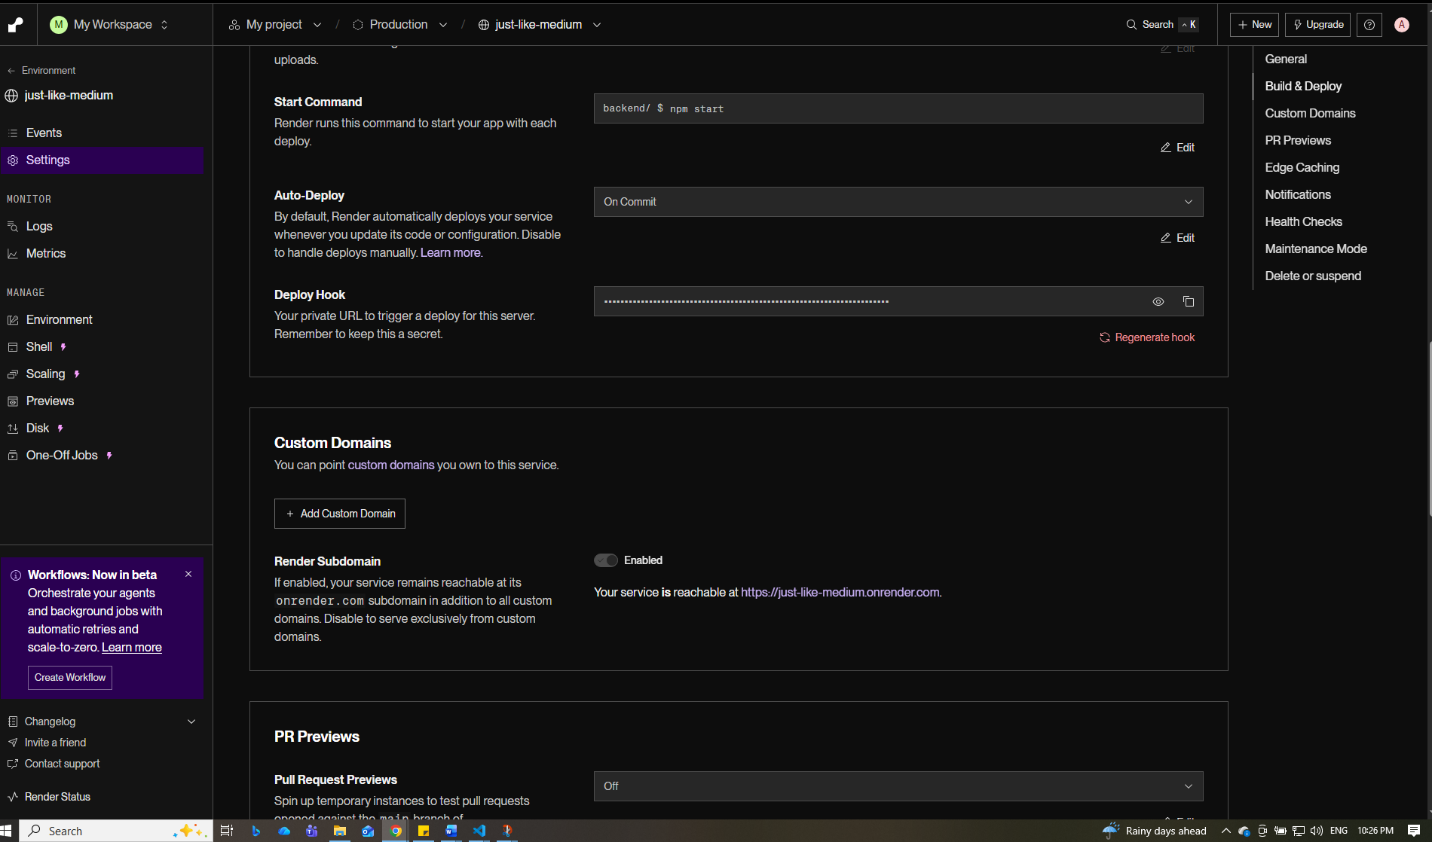 M My Workspace
My project / Production / just-like-medium
Search ^ K
+ New
Upgrade
A
Environment
just-like-medium
Events
Settings
MONITOR
Logs
Metrics
MANAGE
Environment
Shell
Scaling
Previews
Disk
One-Off Jobs
Workflows: Now in beta
Orchestrate your agents
and background jobs with
automatic retries and
scale-to-zero. Learn more
Create Workflow
Changelog
Invite a friend
Contact support
Render Status
uploads.
Edit
Start Command
Render runs this command to start your app with each
deploy.
backend/ $ npm start
Edit
Auto-Deploy
By default, Render automatically deploys your service
whenever you update its code or configuration. Disable
to handle deploys manually. Learn more.
On Commit
Edit
Deploy Hook
Your private URL to trigger a deploy for this server.
Remember to keep this a secret.
Regenerate hook
Custom Domains
You can point custom domains you own to this service.
+ Add Custom Domain
Render Subdomain
If enabled, your service remains reachable at its
onrender.com subdomain in addition to all custom
domains. Disable to serve exclusively from custom
domains.
Enabled
Your service is reachable at https://just-like-medium.onrender.com.
PR Previews
Pull Request Previews
Spin up temporary instances to test pull requests
opened against the main branch of
Off
Edit
General
Build & Deploy
Custom Domains
PR Previews
Edge Caching
Notifications
Health Checks
Maintenance Mode
Delete or suspend
Search
Rainy days ahead
ENG
10:26 PM